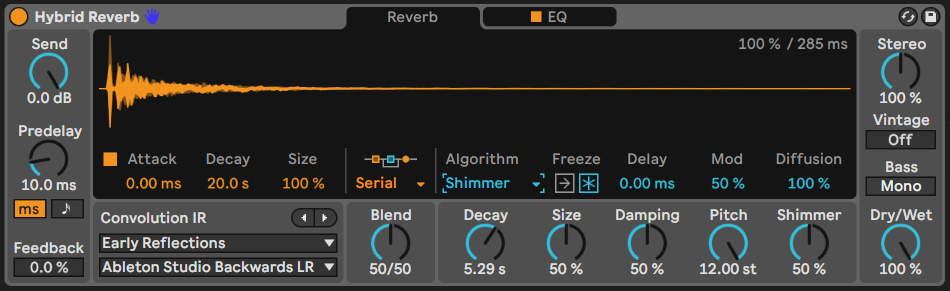 Hybrid Reverb
Reverb
EQ
Send
0.0 dB
Predelay
10.0 ms
ms
Feedback
0.0 %
100 % / 285 ms
Attack Decay Size
0.00 ms 20.0 s 100 %
Serial
Algorithm Freeze Delay Mod Diffusion
Shimmer 0.00 ms 50 % 100 %
Convolution IR
Early Reflections
Ableton Studio Backwards LR
Blend
50/50
Decay Size Damping Pitch Shimmer
5.29 s 50 % 50 % 12.00 st 50 %
Stereo
100 %
Vintage
Off
Bass
Mono
Dry/Wet
100 %